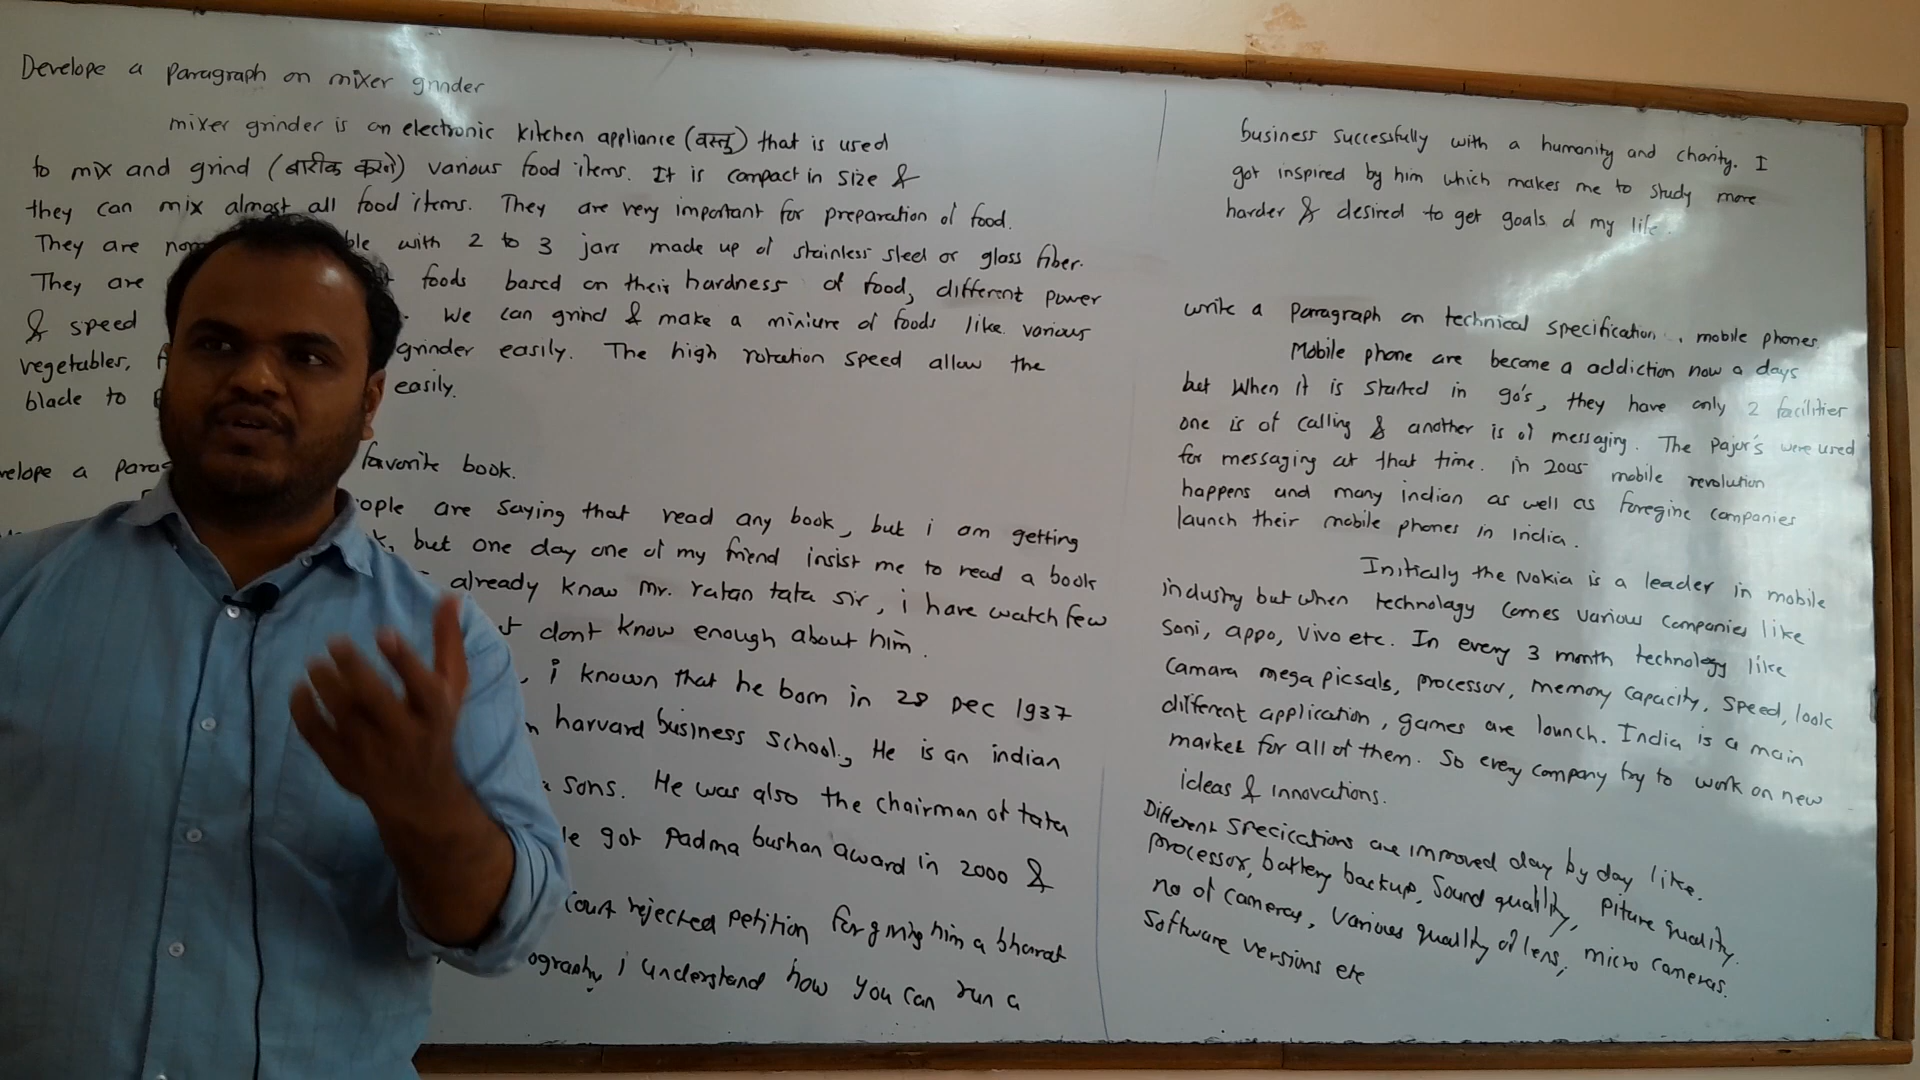 Develope a paragraph on mixer grinder
mixer grinder is an electronic kitchen appliance (वस्तु) that is used
to mix and grind (बारीक करने) various food items. It is compact in size &
they can mix almost all food items. They are very important for preparation of food.
They are with 2 to 3 jars made up of stainless steel or glass fiber.
They are foods based on their hardness of food, different power
& speed . We can grind & make a mixture of foods like various
vegetables, grinder easily. The high rotation speed allow the
blade to easily.
velope a parag favorite book.
ople are saying that read any book, but i am getting
but one day one of my friend insist me to read a book
already know mr. ratan tata sir, i have watch few
dont know enough about him.
, i known that he born in 28 Dec 1937
harvard business school, He is an indian
sons. He was also the chairman of tata
got Padma bushan award in 2000 &
rejected petition for giving him a bharat
ography i understand how you can run a
business successfully with a humanity and charity. I
got inspired by him which makes me to study more
harder & desired to get goals of my life.
write a paragraph on technical specification . mobile phones.
Mobile phone are become a addiction now a days
but when it is started in 90's, they have only 2 facilities
one is of calling & another is of messaging. The Pajor's were used
for messaging at that time. in 2005 mobile revolution
happens and many indian as well as foregine companies
launch their mobile phones in India.
Initially the Nokia is a leader in mobile
industry but when technology comes various companies like
Soni, appo, vivo etc. In every 3 month technology like
camara mega picsals, processor, memory capacity, speed, look
different application, games are lounch. India is a main
market for all of them. So every company try to work on new
ideas & innovations.
Different are improved day by day like.
processor, battery backup, sound quality, piture quality.
no of cameras, various quality of lens, micro cameras.
software versions etc